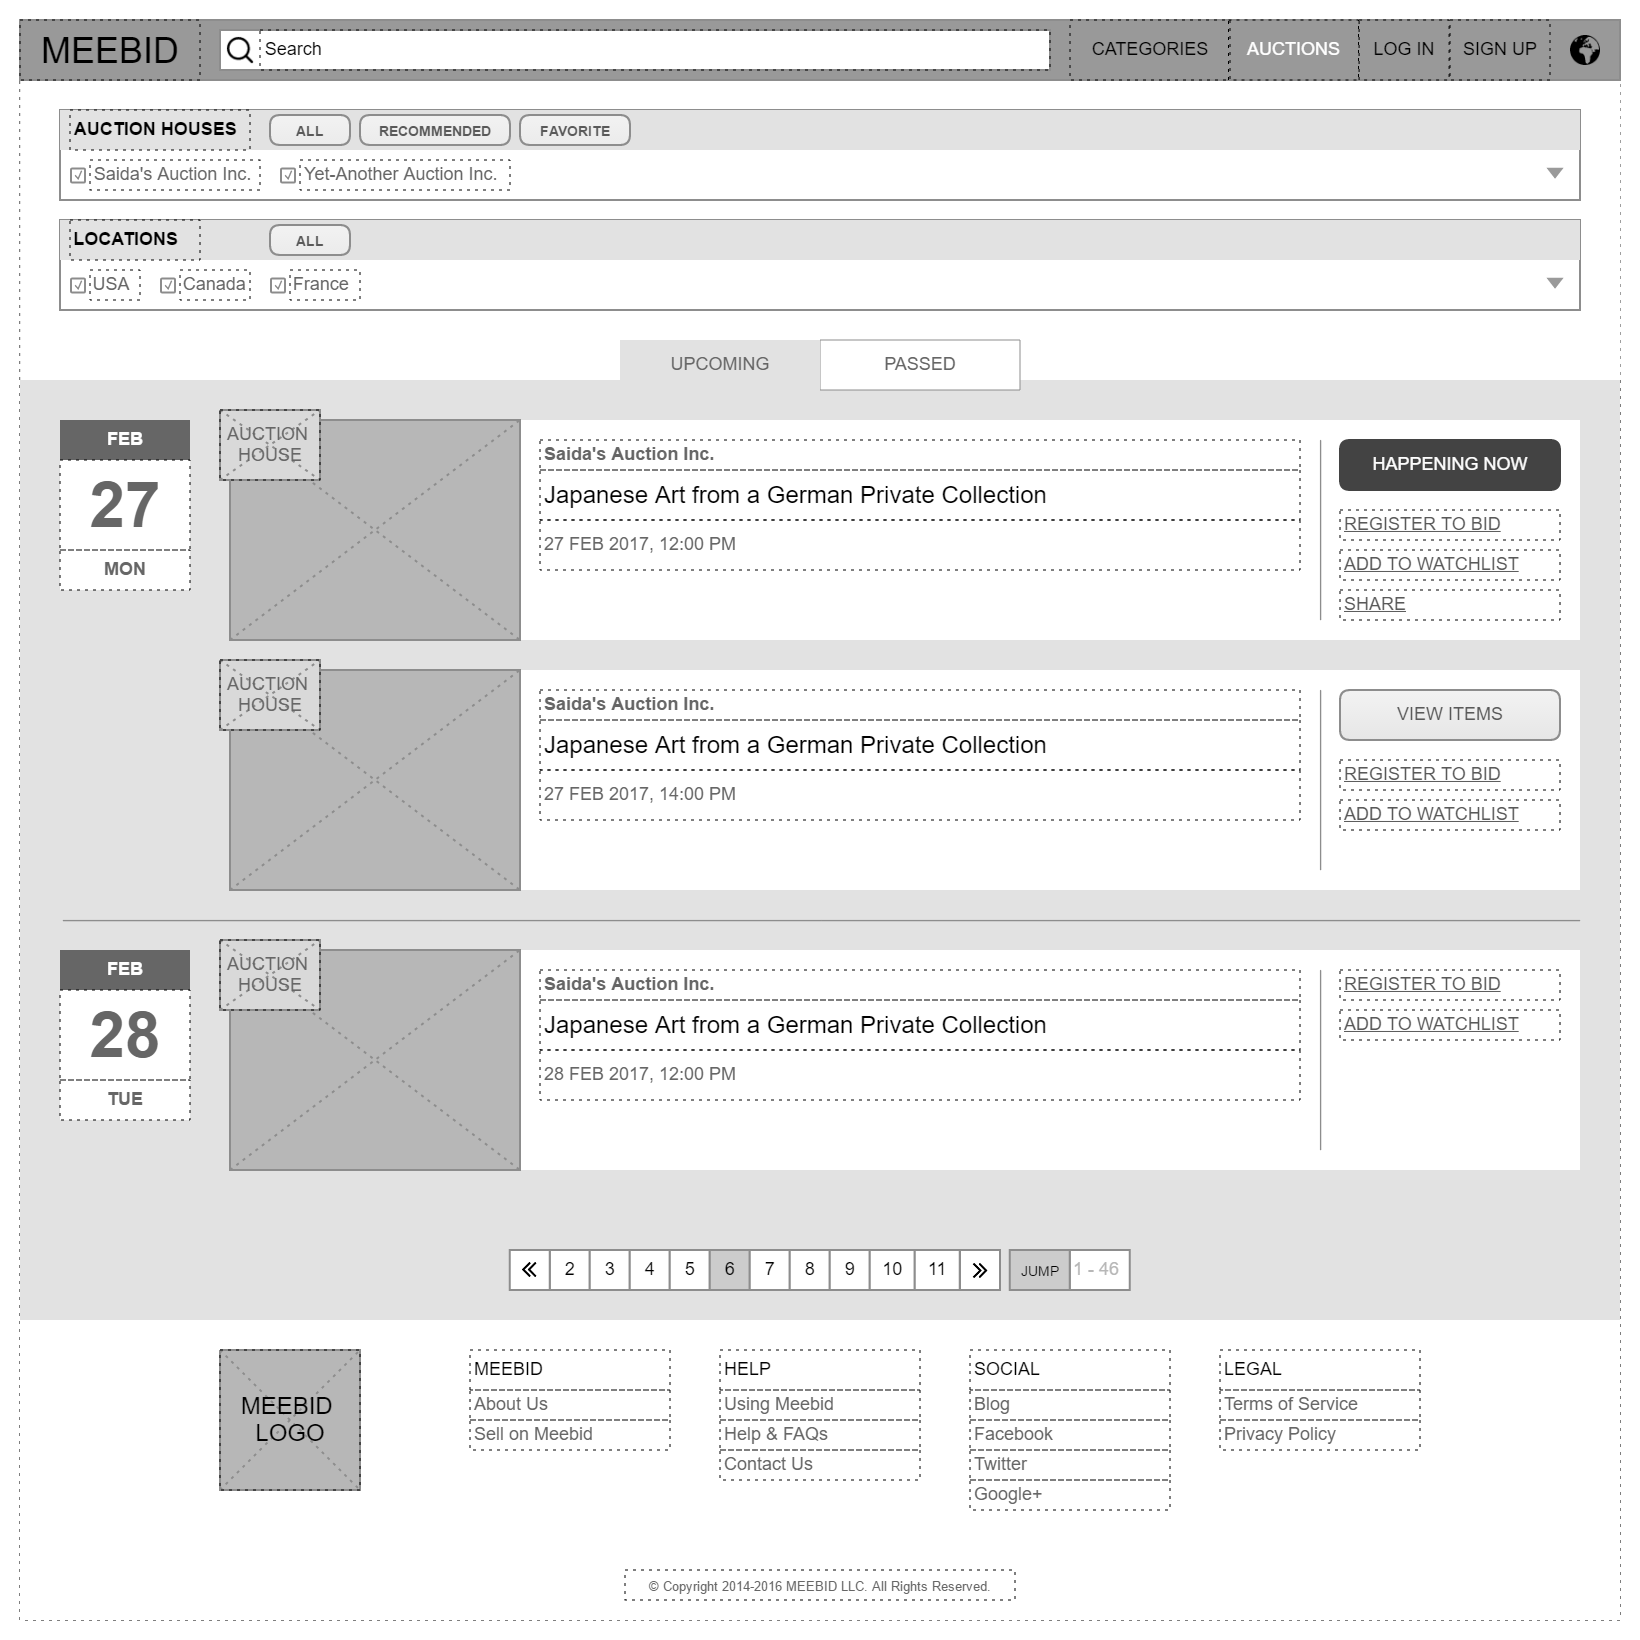 MEEBID
Search
CATEGORIES
AUCTIONS
LOG IN
SIGN UP
AUCTION HOUSES
ALL
RECOMMENDED
FAVORITE
Saida's Auction Inc.
Yet-Another Auction Inc.
LOCATIONS
ALL
USA
Canada
France
UPCOMING
PASSED
FEB
27
MON
AUCTION
HOUSE
Saida's Auction Inc.
Japanese Art from a German Private Collection
27 FEB 2017, 12:00 PM
HAPPENING NOW
REGISTER TO BID
ADD TO WATCHLIST
SHARE
AUCTION
HOUSE
Saida's Auction Inc.
Japanese Art from a German Private Collection
27 FEB 2017, 14:00 PM
VIEW ITEMS
REGISTER TO BID
ADD TO WATCHLIST
FEB
28
TUE
AUCTION
HOUSE
Saida's Auction Inc.
Japanese Art from a German Private Collection
28 FEB 2017, 12:00 PM
REGISTER TO BID
ADD TO WATCHLIST
2 3 4 5 6 7 8 9 10 11
JUMP
1 - 46
MEEBID
LOGO
MEEBID
About Us
Sell on Meebid
HELP
Using Meebid
Help & FAQs
Contact Us
SOCIAL
Blog
Facebook
Twitter
Google+
LEGAL
Terms of Service
Privacy Policy
© Copyright 2014-2016 MEEBID LLC. All Rights Reserved.